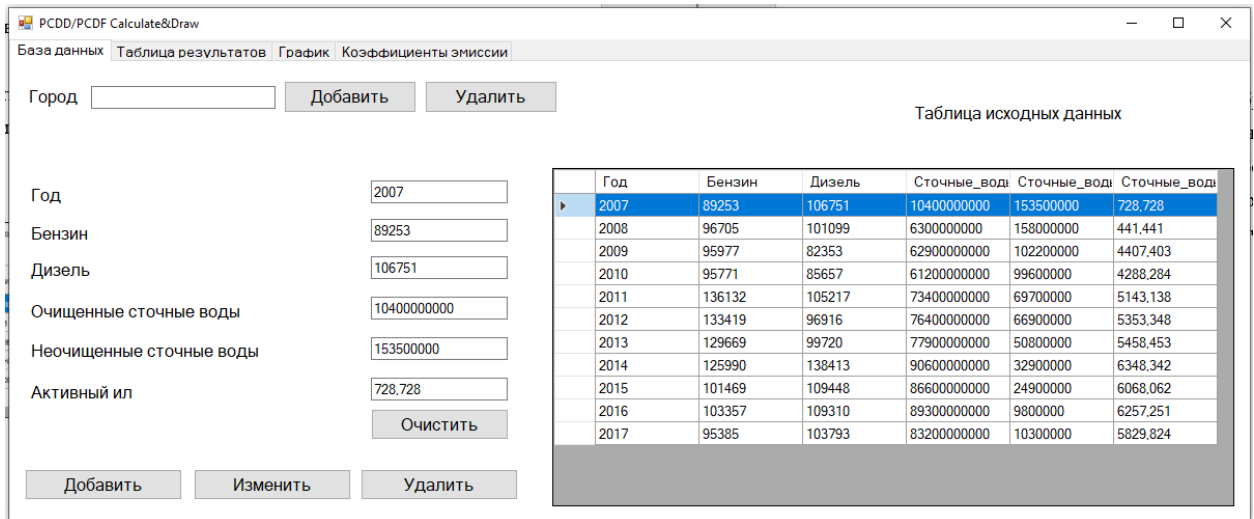 PCDD/PCDF Calculate&Draw
База данных Таблица результатов График Коэффициенты эмиссии
Город Добавить Удалить
Таблица исходных данных
Год 2007
Бензин 89253
Дизель 106751
Очищенные сточные воды 10400000000
Неочищенные сточные воды 153500000
Активный ил 728,728
Очистить
Добавить Изменить Удалить
Год Бензин Дизель Сточные_воды Сточные_воды Сточные_воды
2007 89253 106751 10400000000 153500000 728,728
2008 96705 101099 6300000000 158000000 441,441
2009 95977 82353 62900000000 102200000 4407,403
2010 95771 85657 61200000000 99600000 4288,284
2011 136132 105217 73400000000 69700000 5143,138
2012 133419 96916 76400000000 66900000 5353,348
2013 129669 99720 77900000000 50800000 5458,453
2014 125990 138413 90600000000 32900000 6348,342
2015 101469 109448 86600000000 24900000 6068,062
2016 103357 109310 89300000000 9800000 6257,251
2017 95385 103793 83200000000 10300000 5829,824